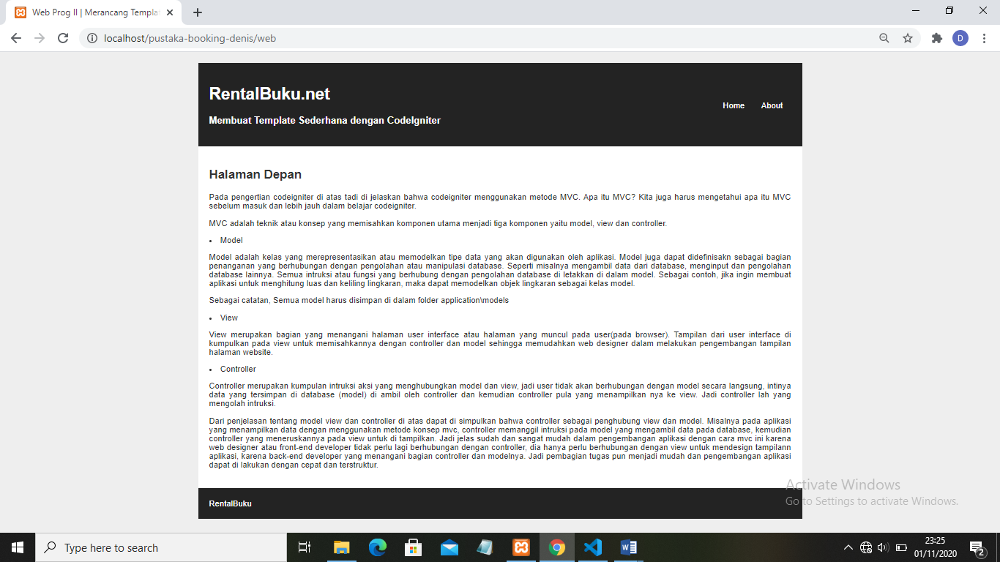 Web Prog II | Merancang Templa
localhost/pustaka-booking-denis/web
D
RentalBuku.net
Membuat Template Sederhana dengan CodeIgniter
Home About
Halaman Depan
Pada pengertian codeigniter di atas tadi di jelaskan bahwa codeigniter menggunakan metode MVC. Apa itu MVC? Kita juga harus mengetahui apa itu MVC
sebelum masuk dan lebih jauh dalam belajar codeigniter.
MVC adalah teknik atau konsep yang memisahkan komponen utama menjadi tiga komponen yaitu model, view dan controller.
• Model
Model adalah kelas yang merepresentasikan atau memodelkan tipe data yang akan digunakan oleh aplikasi. Model juga dapat didefinisakn sebagai bagian
penanganan yang berhubungan dengan pengolahan atau manipulasi database. Seperti misalnya mengambil data dari database, menginput dan pengolahan
database lainnya. Semua intruksi atau fungsi yang berhubung dengan pengolahan database di letakkan di dalam model. Sebagai contoh, jika ingin membuat
aplikasi untuk menghitung luas dan keliling lingkaran, maka dapat memodelkan objek lingkaran sebagai kelas model.
Sebagai catatan, Semua model harus disimpan di dalam folder application\models
• View
View merupakan bagian yang menangani halaman user interface atau halaman yang muncul pada user(pada browser). Tampilan dari user interface di
kumpulkan pada view untuk memisahkannya dengan controller dan model sehingga memudahkan web designer dalam melakukan pengembangan tampilan
halaman website.
• Controller
Controller merupakan kumpulan intruksi aksi yang menghubungkan model dan view, jadi user tidak akan berhubungan dengan model secara langsung, intinya
data yang tersimpan di database (model) di ambil oleh controller dan kemudian controller pula yang menampilkan nya ke view. Jadi controller lah yang
mengolah intruksi.
Dari penjelasan tentang model view dan controller di atas dapat di simpulkan bahwa controller sebagai penghubung view dan model. Misalnya pada aplikasi
yang menampilkan data dengan menggunakan metode konsep mvc, controller memanggil intruksi pada model yang mengambil data pada database, kemudian
controller yang meneruskannya pada view untuk di tampilkan. Jadi jelas sudah dan sangat mudah dalam pengembangan aplikasi dengan cara mvc ini karena
web designer atau front-end developer tidak perlu lagi berhubungan dengan controller, dia hanya perlu berhubungan dengan view untuk mendesign tampilann
aplikasi, karena back-end developer yang menangani bagian controller dan modelnya. Jadi pembagian tugas pun menjadi mudah dan pengembangan aplikasi
dapat di lakukan dengan cepat dan terstruktur.
RentalBuku
Activate Windows
Go to Settings to activate Windows.
Type here to search
23:25
01/11/2020
2